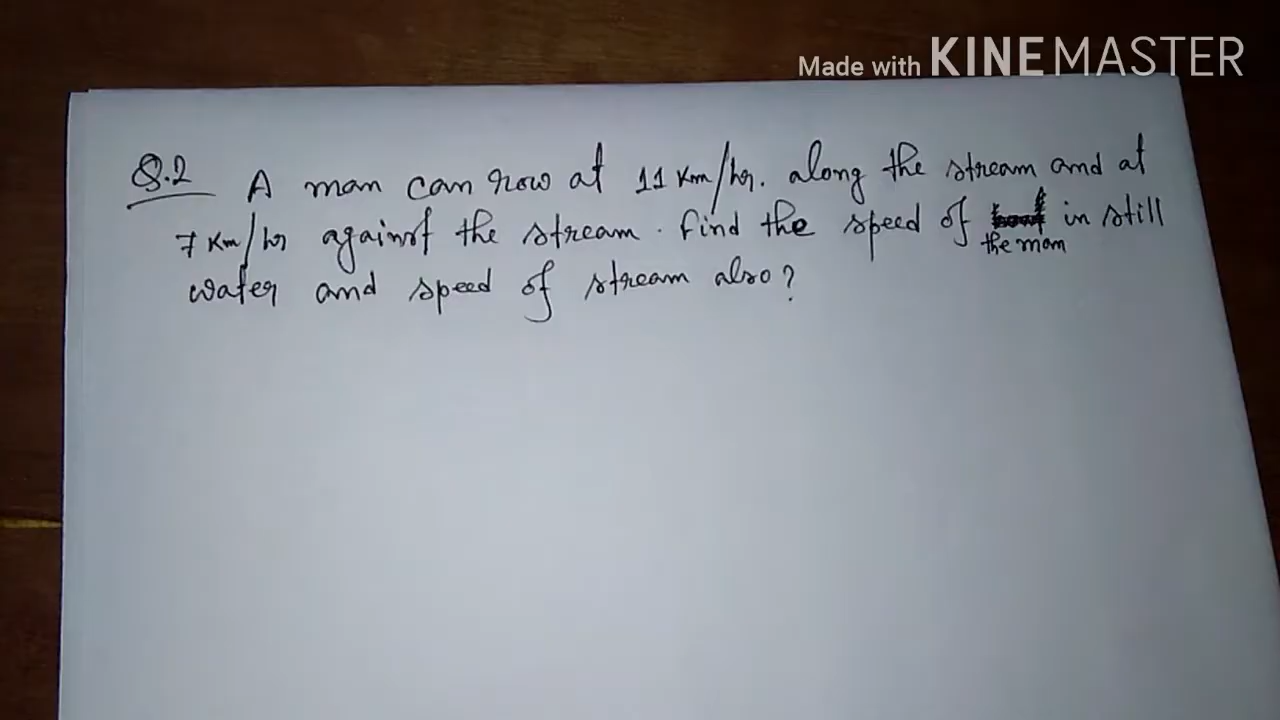 Made with KINEMASTER
Q.2 A man can row at 11 Km/hr. along the stream and at
7 Km/hr against the stream. find the speed of in still
the man
water and speed of stream also?